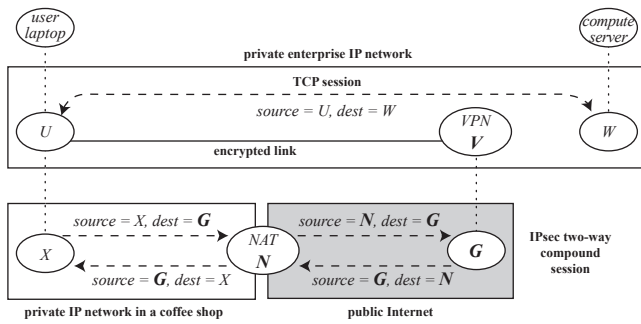 user
laptop
compute
server
private enterprise IP network
TCP session
source = U, dest = W
U
VPN
V
W
encrypted link
source = X, dest = G
source = N, dest = G
X
NAT
N
G
IPsec two-way
compound
session
source = G, dest = X
source = G, dest = N
private IP network in a coffee shop
public Internet